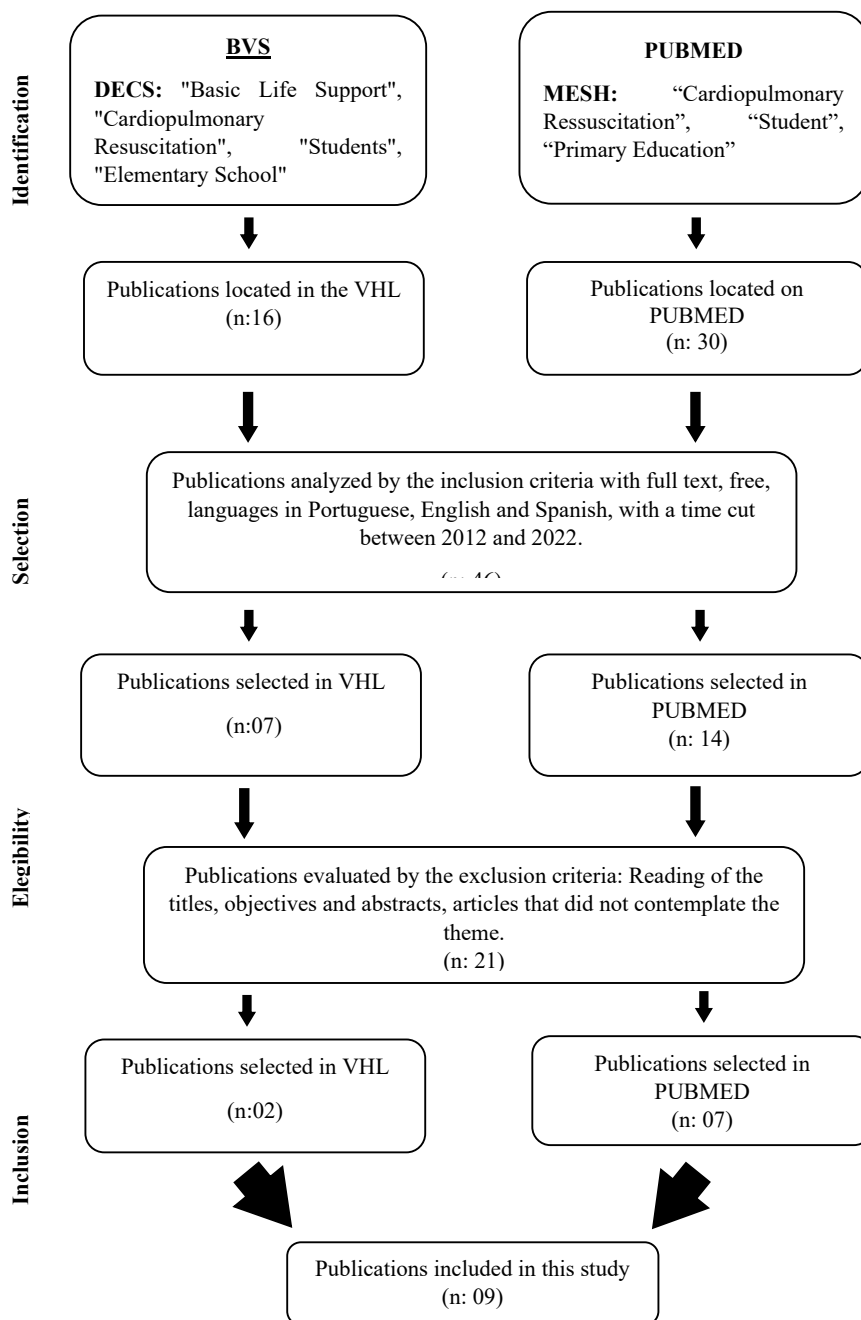 Identification
BVS
DECS: "Basic Life Support",
"Cardiopulmonary
Resuscitation", "Students",
"Elementary School"
PUBMED
MESH: “Cardiopulmonary
Ressuscitation”, “Student”,
“Primary Education”
Publications located in the VHL
(n:16)
Publications located on
PUBMED
(n: 30)
Selection
Publications analyzed by the inclusion criteria with full text, free,
languages in Portuguese, English and Spanish, with a time cut
between 2012 and 2022.
Publications selected in VHL
(n:07)
Publications selected in
PUBMED
(n: 14)
Elegibility
Publications evaluated by the exclusion criteria: Reading of the
titles, objectives and abstracts, articles that did not contemplate the
theme.
(n: 21)
Inclusion
Publications selected in VHL
(n:02)
Publications selected in
PUBMED
(n: 07)
Publications included in this study
(n: 09)